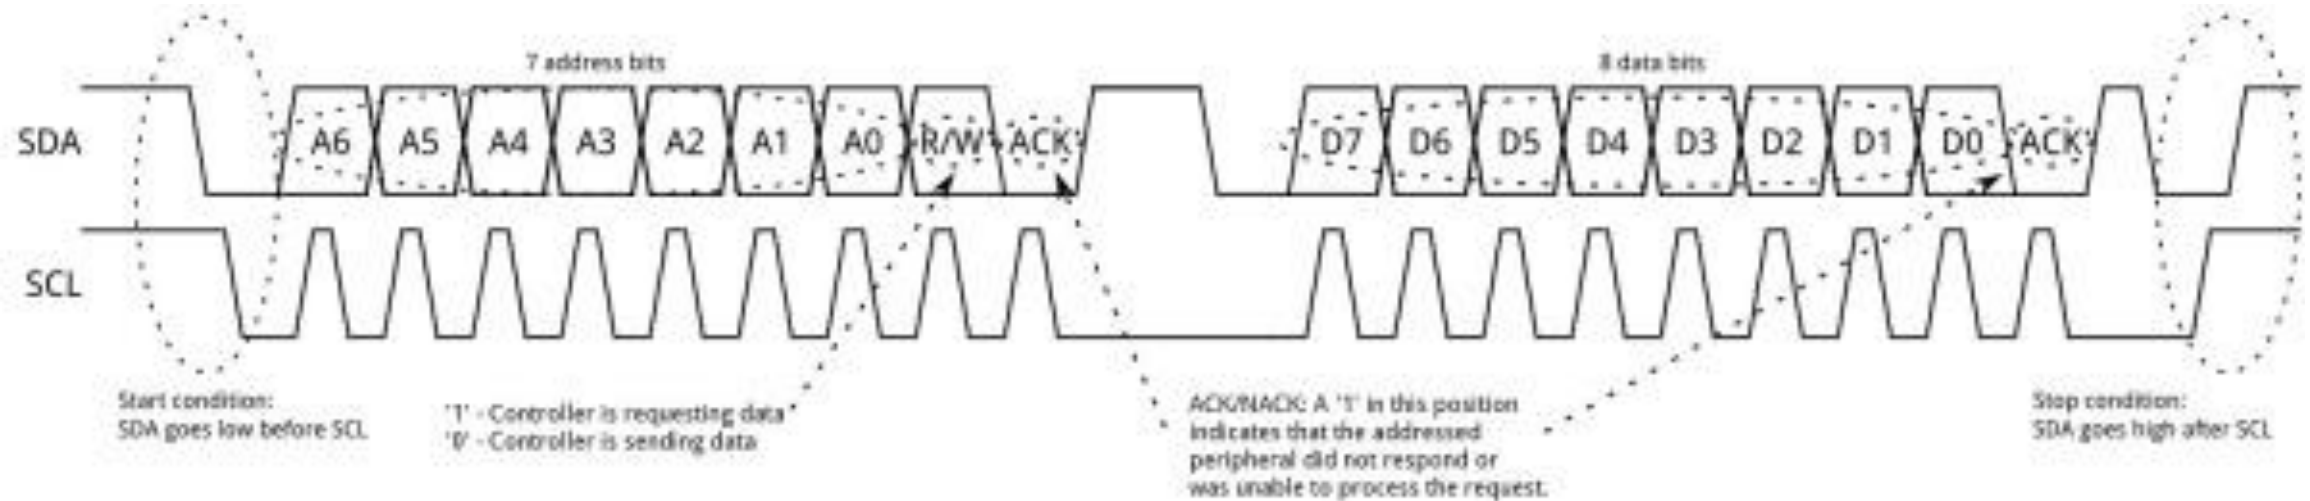 7 address bits
8 data bits
SDA
A6 A5 A4 A3 A2 A1 A0 R/W ACK
D7 D6 D5 D4 D3 D2 D1 D0 ACK
SCL
Start condition:
SDA goes low before SCL
'1' - Controller is requesting data
'0' - Controller is sending data
ACK/NACK: A '1' in this position
indicates that the addressed
peripheral did not respond or
was unable to process the request.
Stop condition:
SDA goes high after SCL